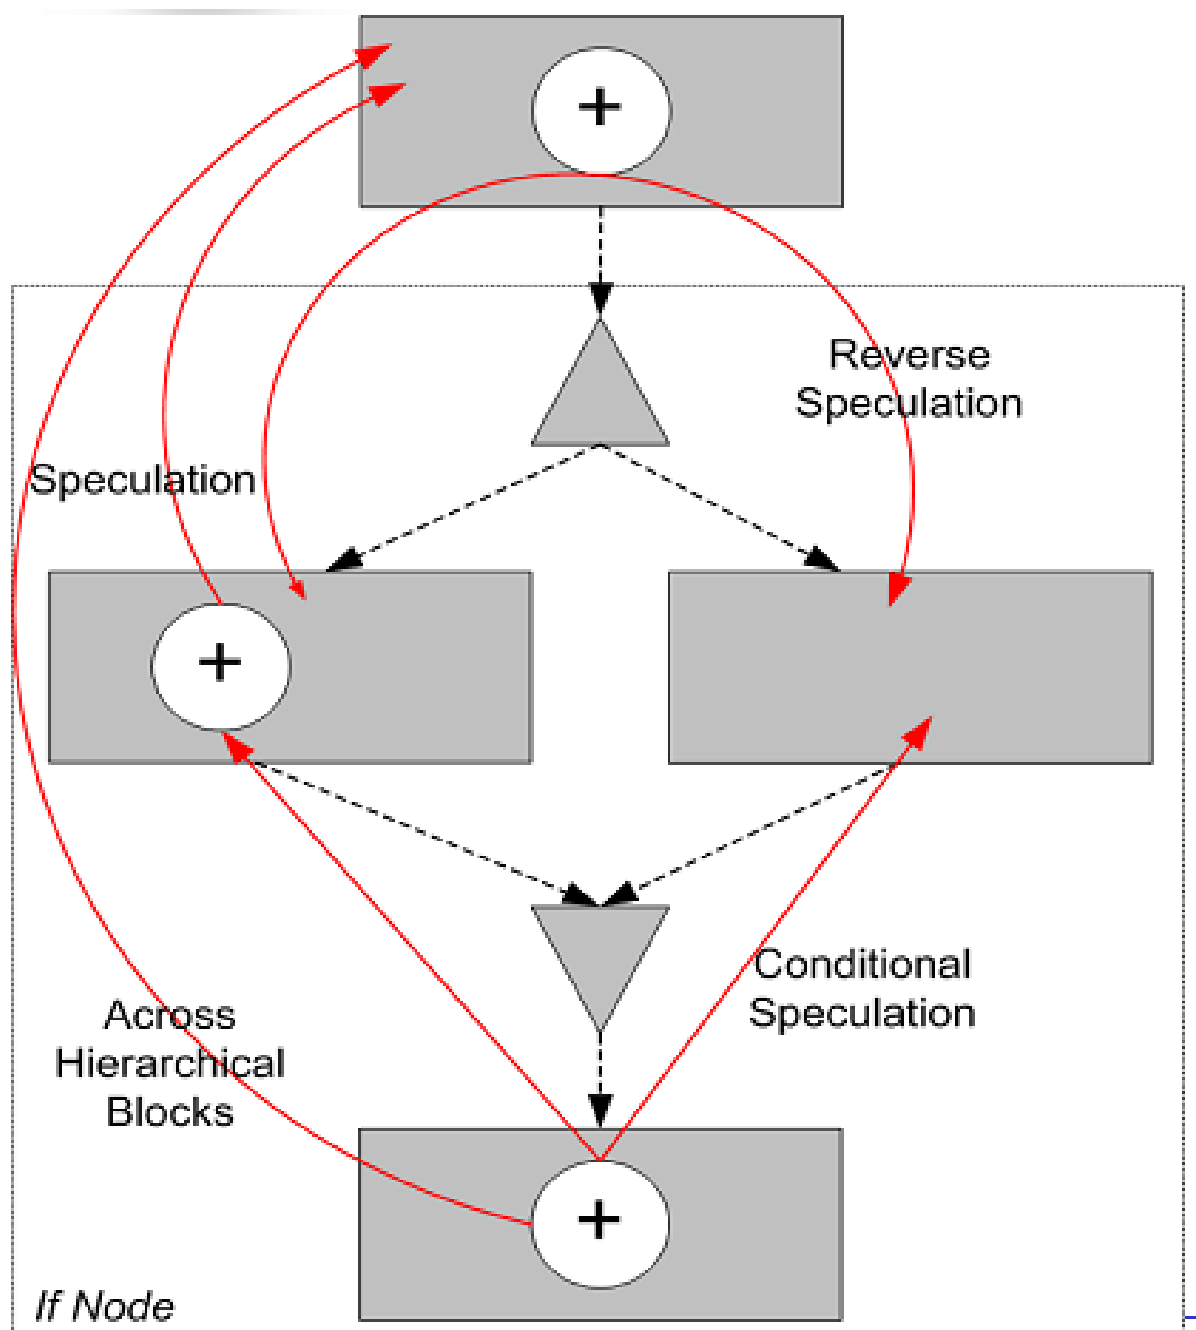 +
Reverse
Speculation
Speculation
+
Conditional
Speculation
Across
Hierarchical
Blocks
+
If Node